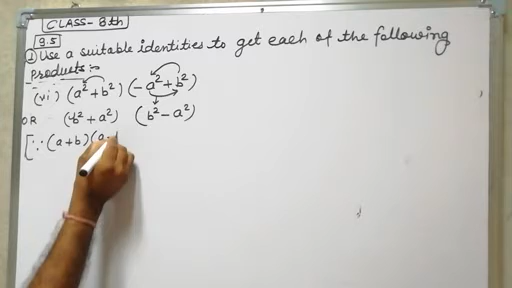 CLASS-8th
9.5
① Use a suitable identities to get each of the following
products:-
(vi) (a²+b²) (-a²+b²)
OR (b²+a²) (b²-a²)
[∵(a+b)(a-